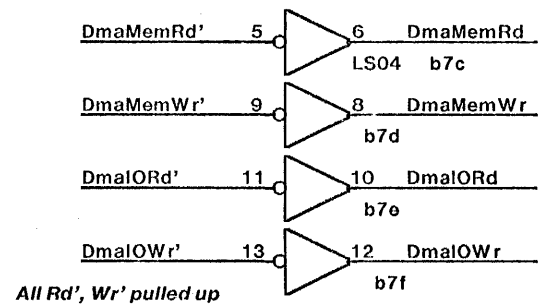 DmaMemRd' 5 6 DmaMemRd
LS04 b7c
DmaMemWr' 9 8 DmaMemWr
b7d
DmaIORd' 11 10 DmaIORd
b7e
DmaIOWr' 13 12 DmaIOWr
b7f
All Rd', Wr' pulled up